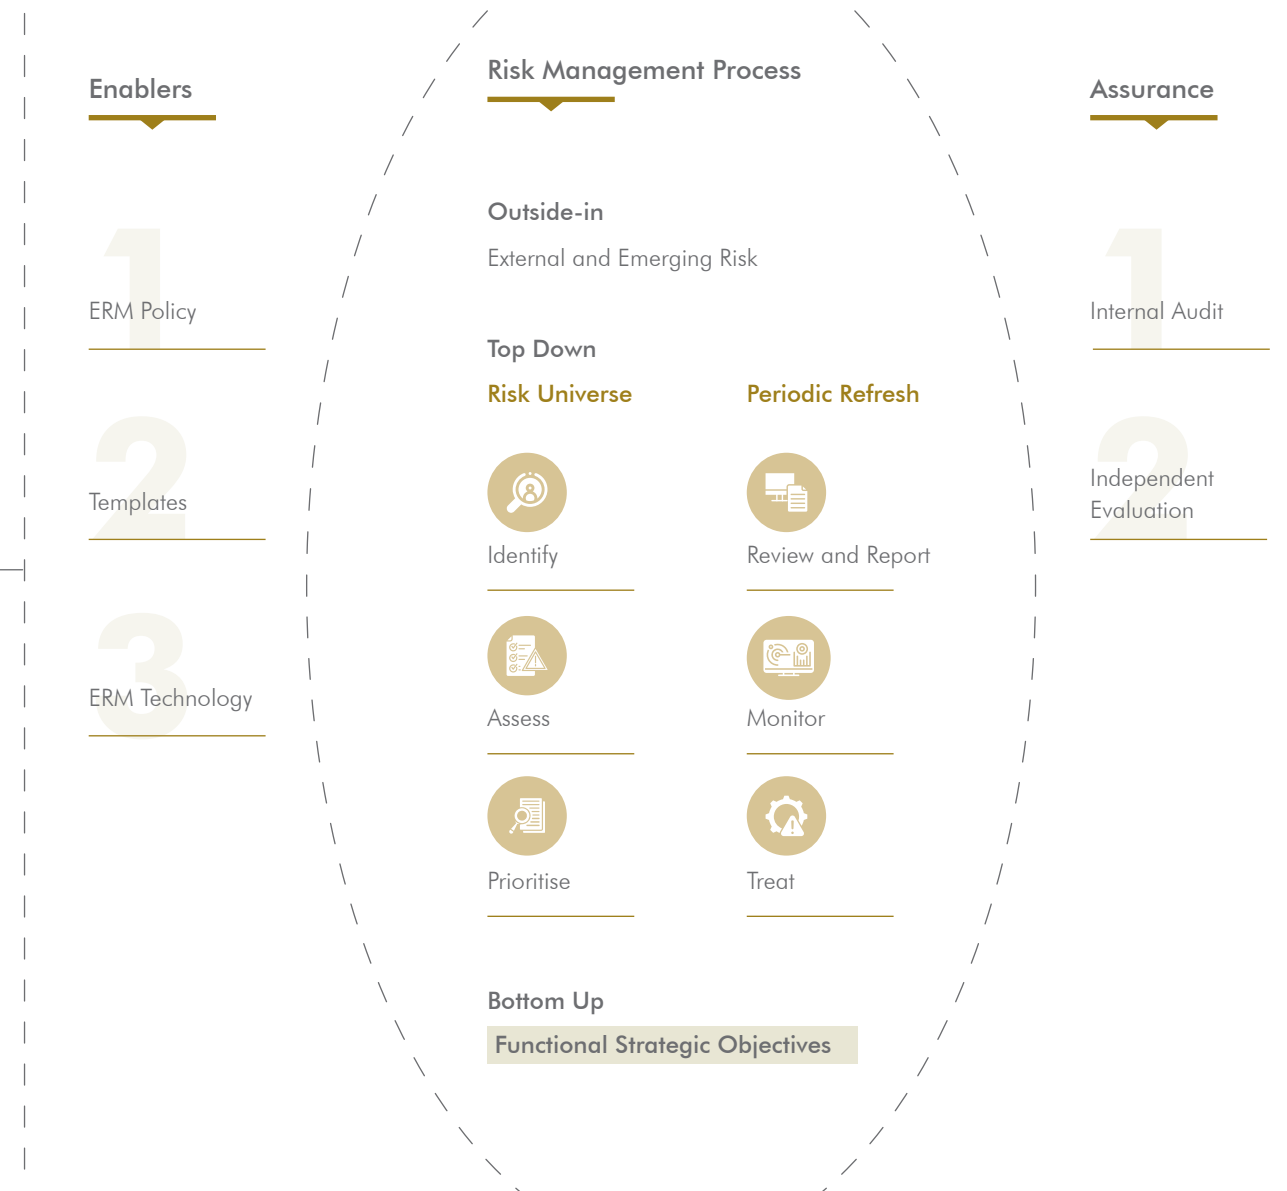 Enablers
1
ERM Policy
2
Templates
3
ERM Technology
Risk Management Process
Outside-in
External and Emerging Risk
Top Down
Risk Universe
Periodic Refresh
Identify
Review and Report
Assess
Monitor
Prioritise
Treat
Bottom Up
Functional Strategic Objectives
Assurance
1
Internal Audit
2
Independent
Evaluation